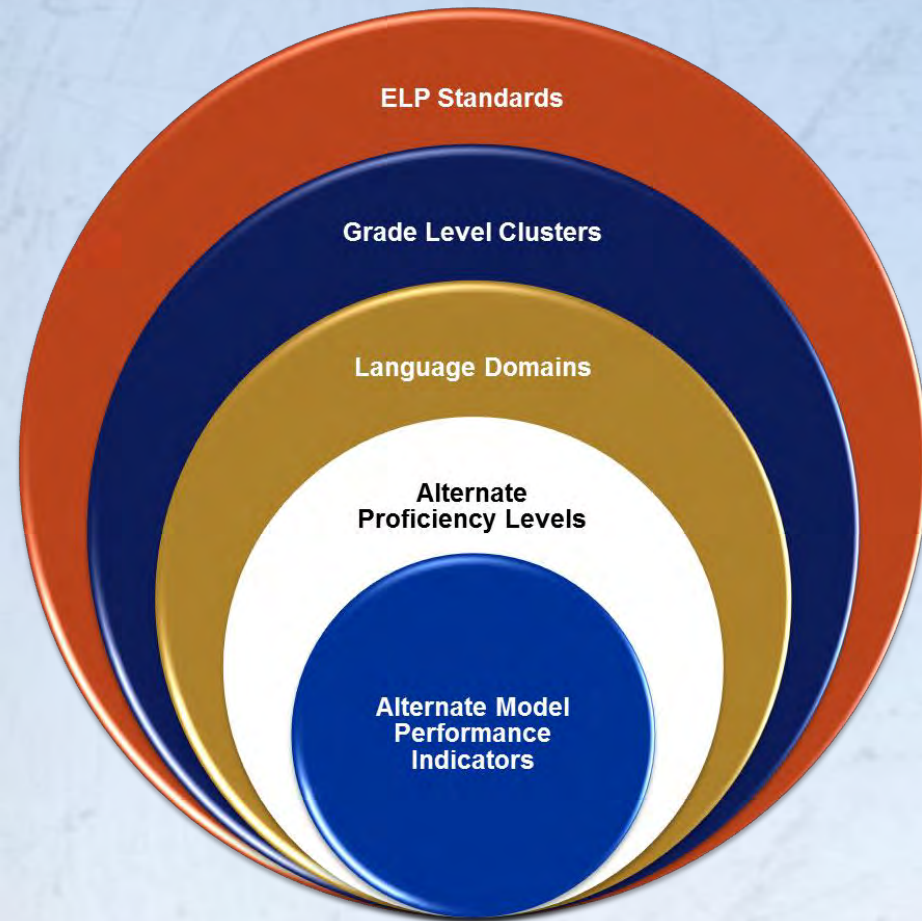 ELP Standards
Grade Level Clusters
Language Domains
Alternate
Proficiency Levels
Alternate Model
Performance
Indicators